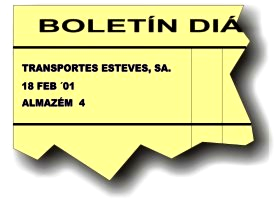 BOLETÍN DIÁ
TRANSPORTES ESTEVES, SA.
18 FEB ´01
ALMAZÉM 4